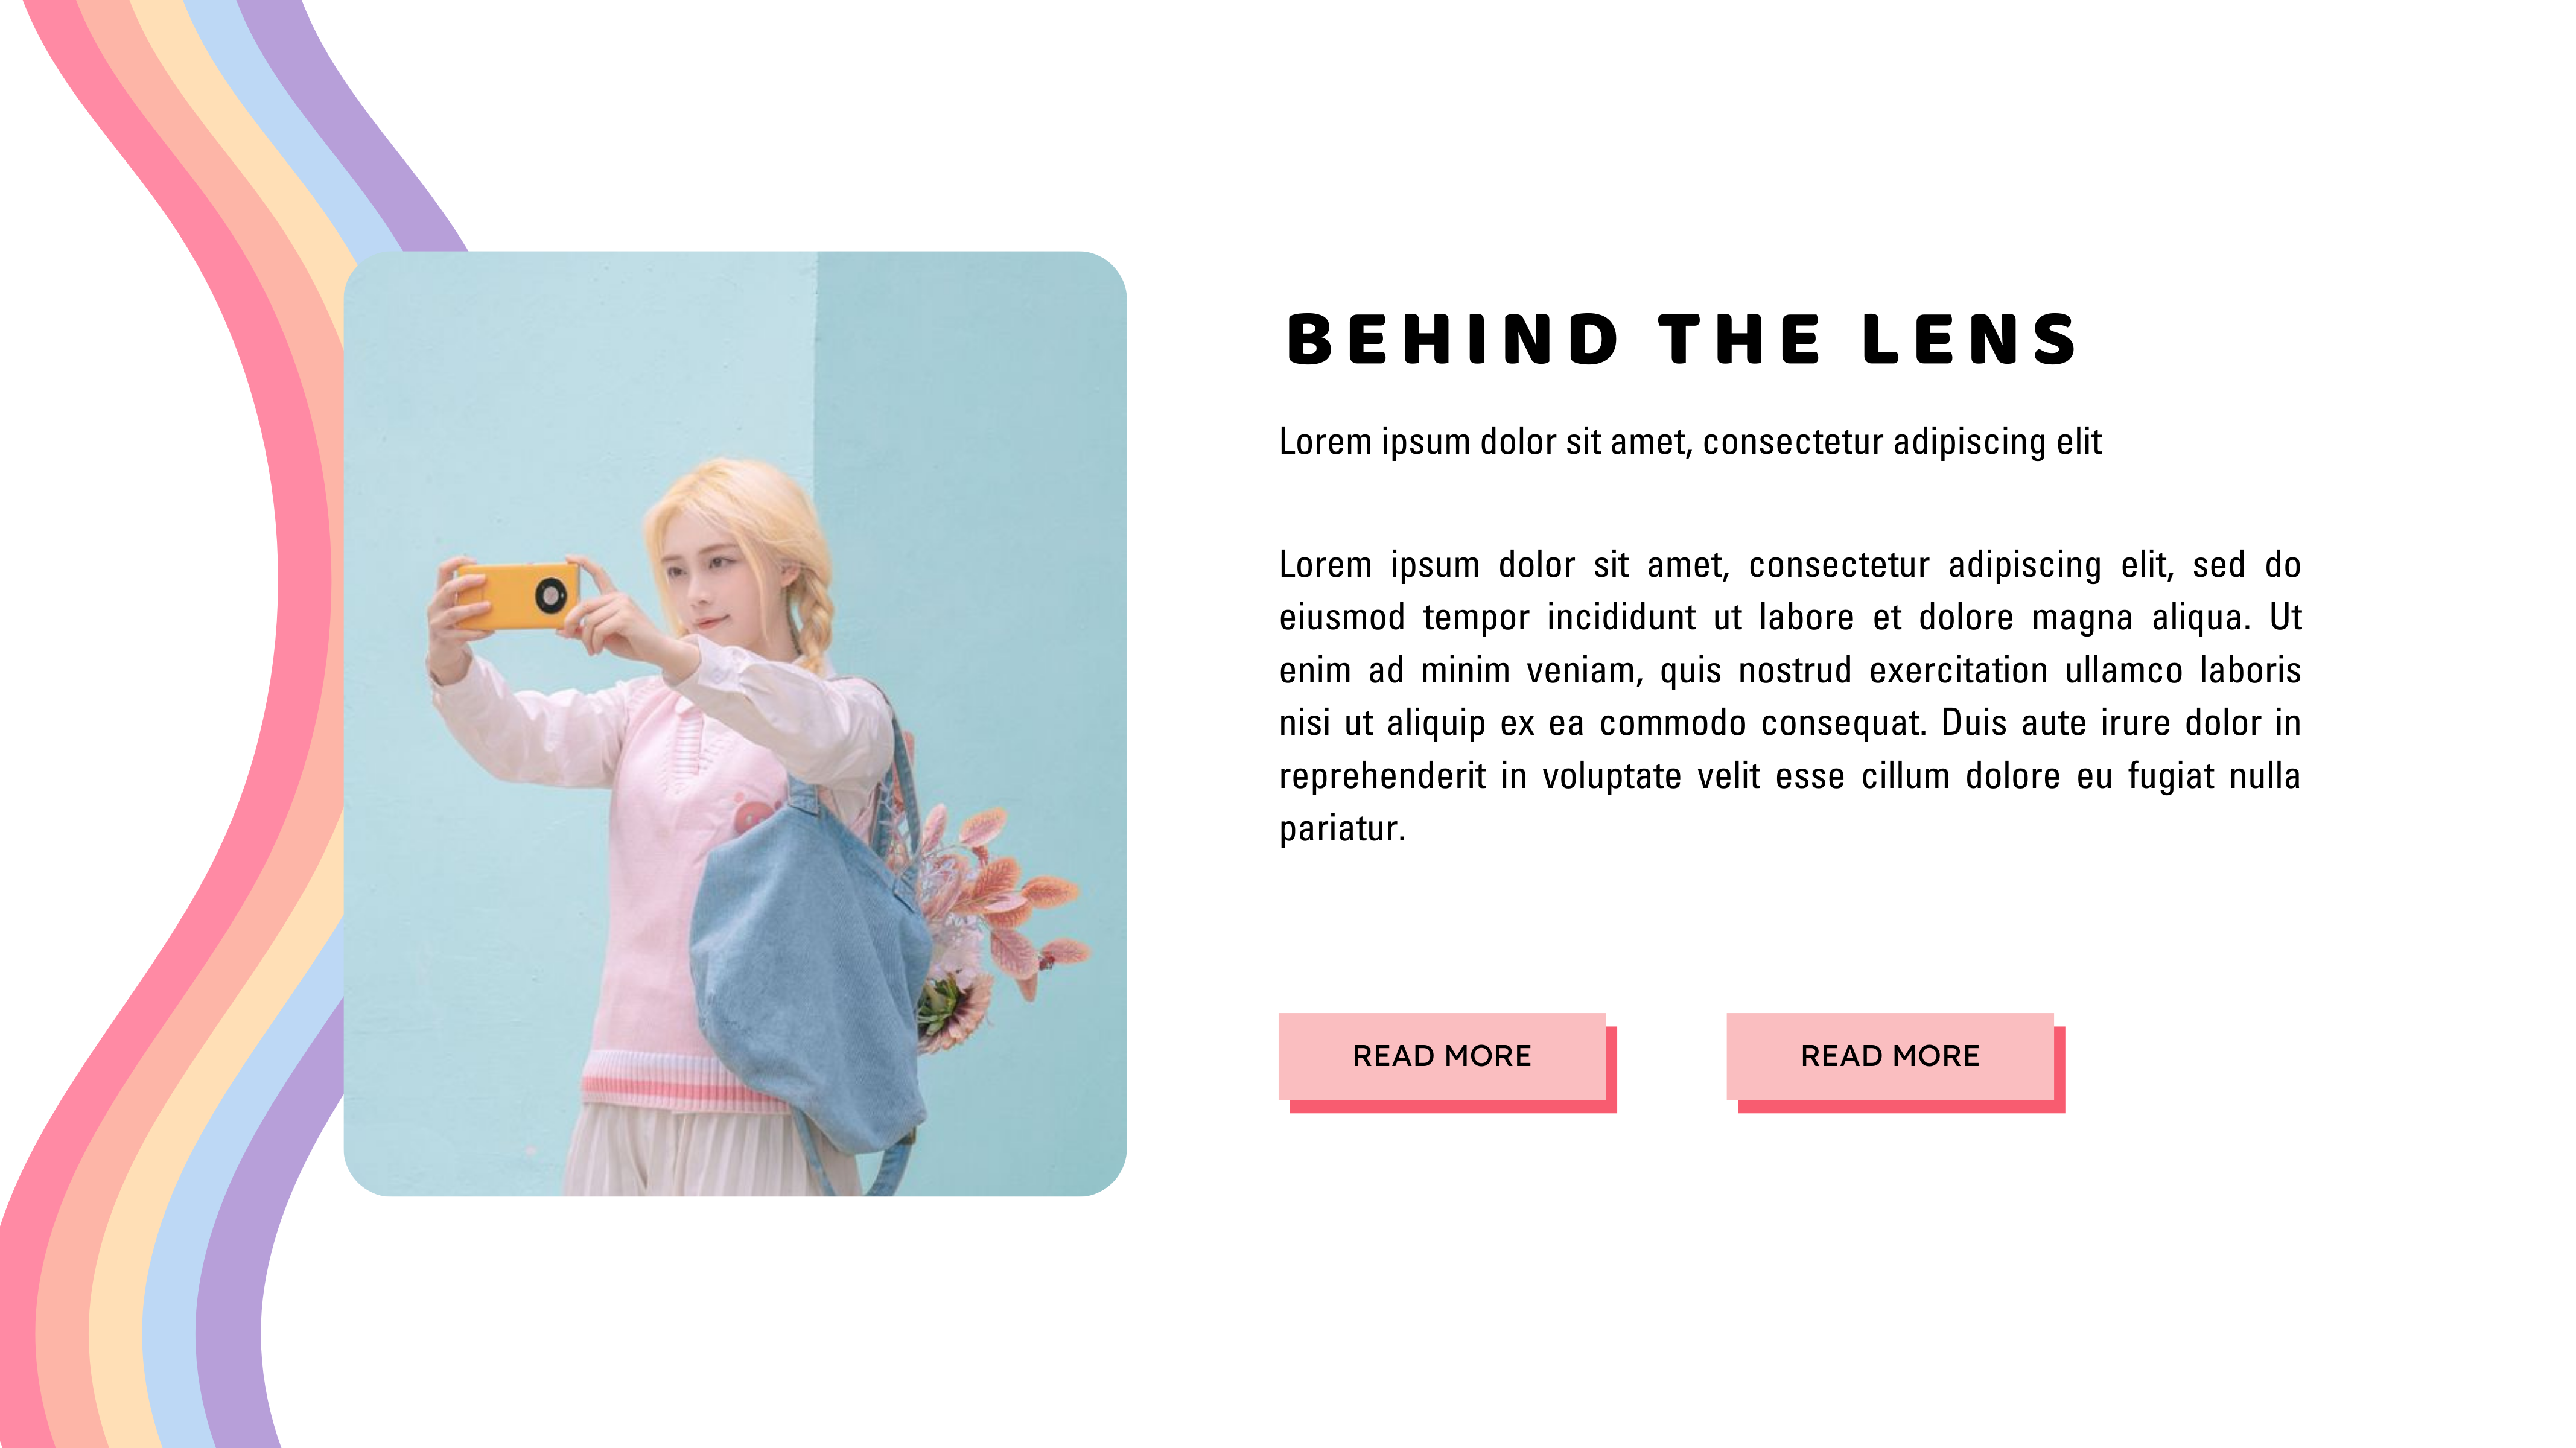 BEHIND THE LENS
Lorem ipsum dolor sit amet, consectetur adipiscing elit
Lorem ipsum dolor sit amet, consectetur adipiscing elit, sed do
eiusmod tempor incididunt ut labore et dolore magna aliqua. Ut
enim ad minim veniam, quis nostrud exercitation ullamco laboris
nisi ut aliquip ex ea commodo consequat. Duis aute irure dolor in
reprehenderit in voluptate velit esse cillum dolore eu fugiat nulla
pariatur.
READ MORE
READ MORE